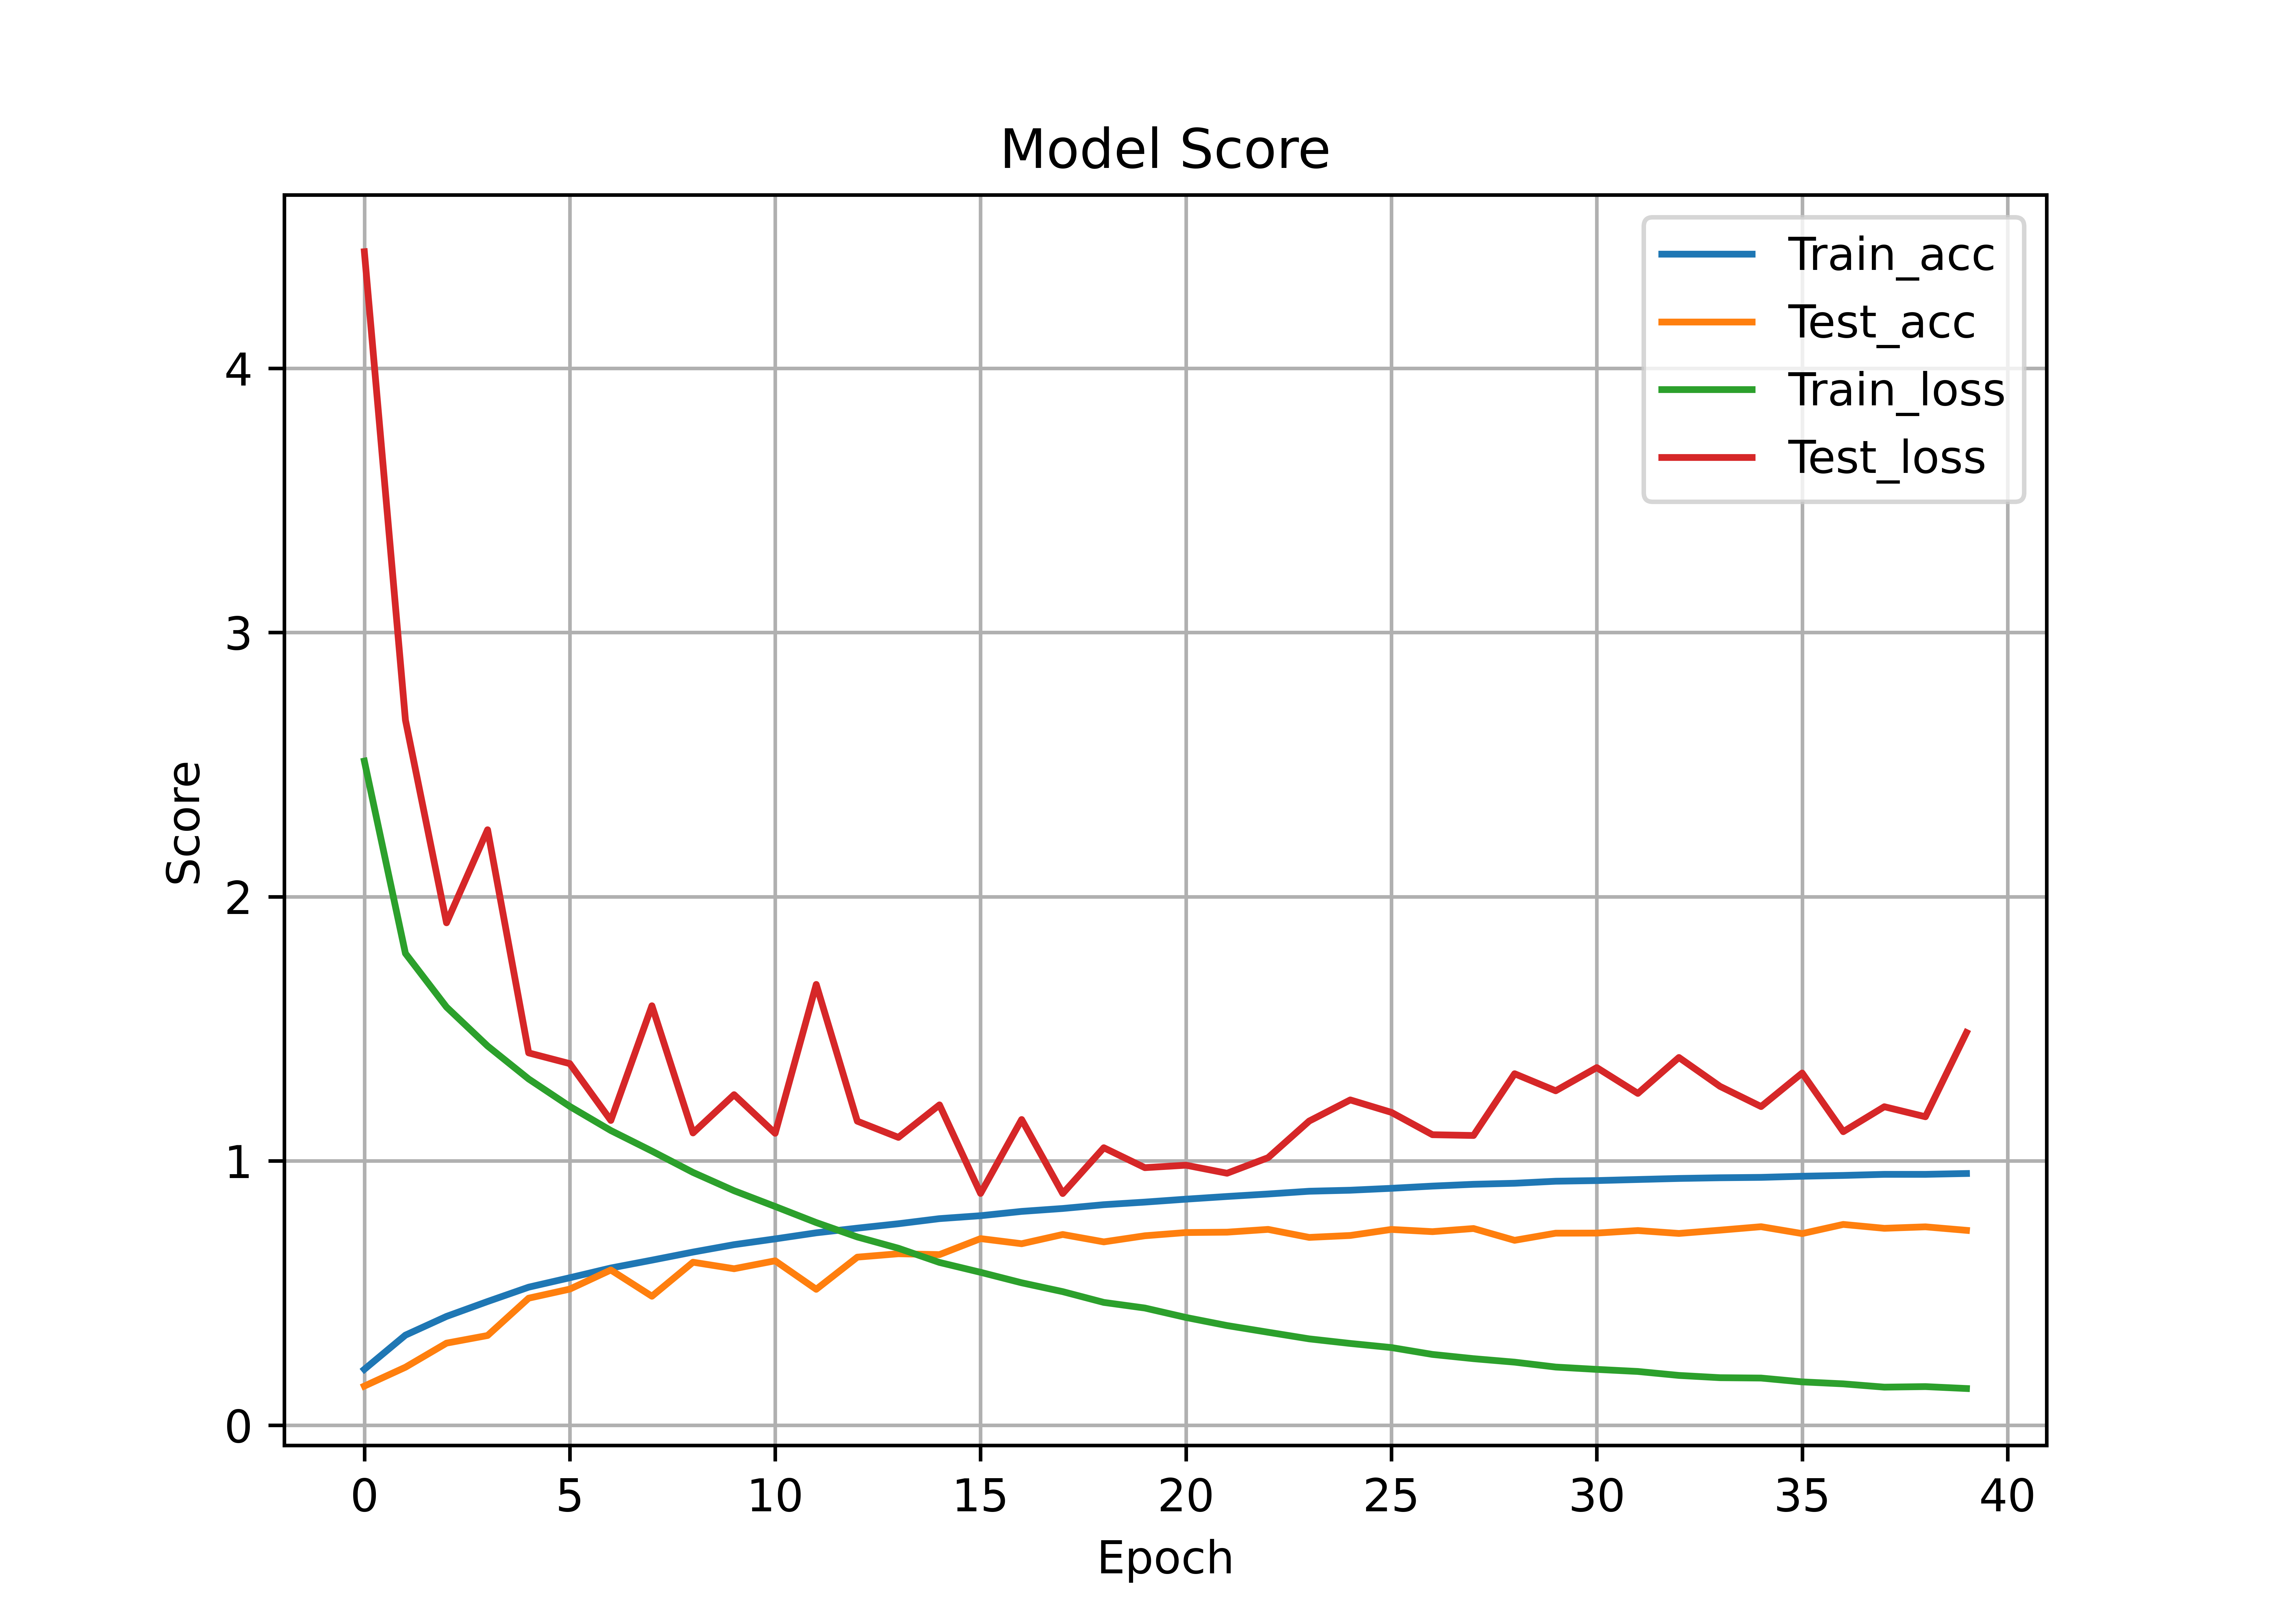 Model Score
Train_acc
Test_acc
Train_loss
Test_loss
4
3
2
1
0
Score
0 5 10 15 20 25 30 35 40
Epoch